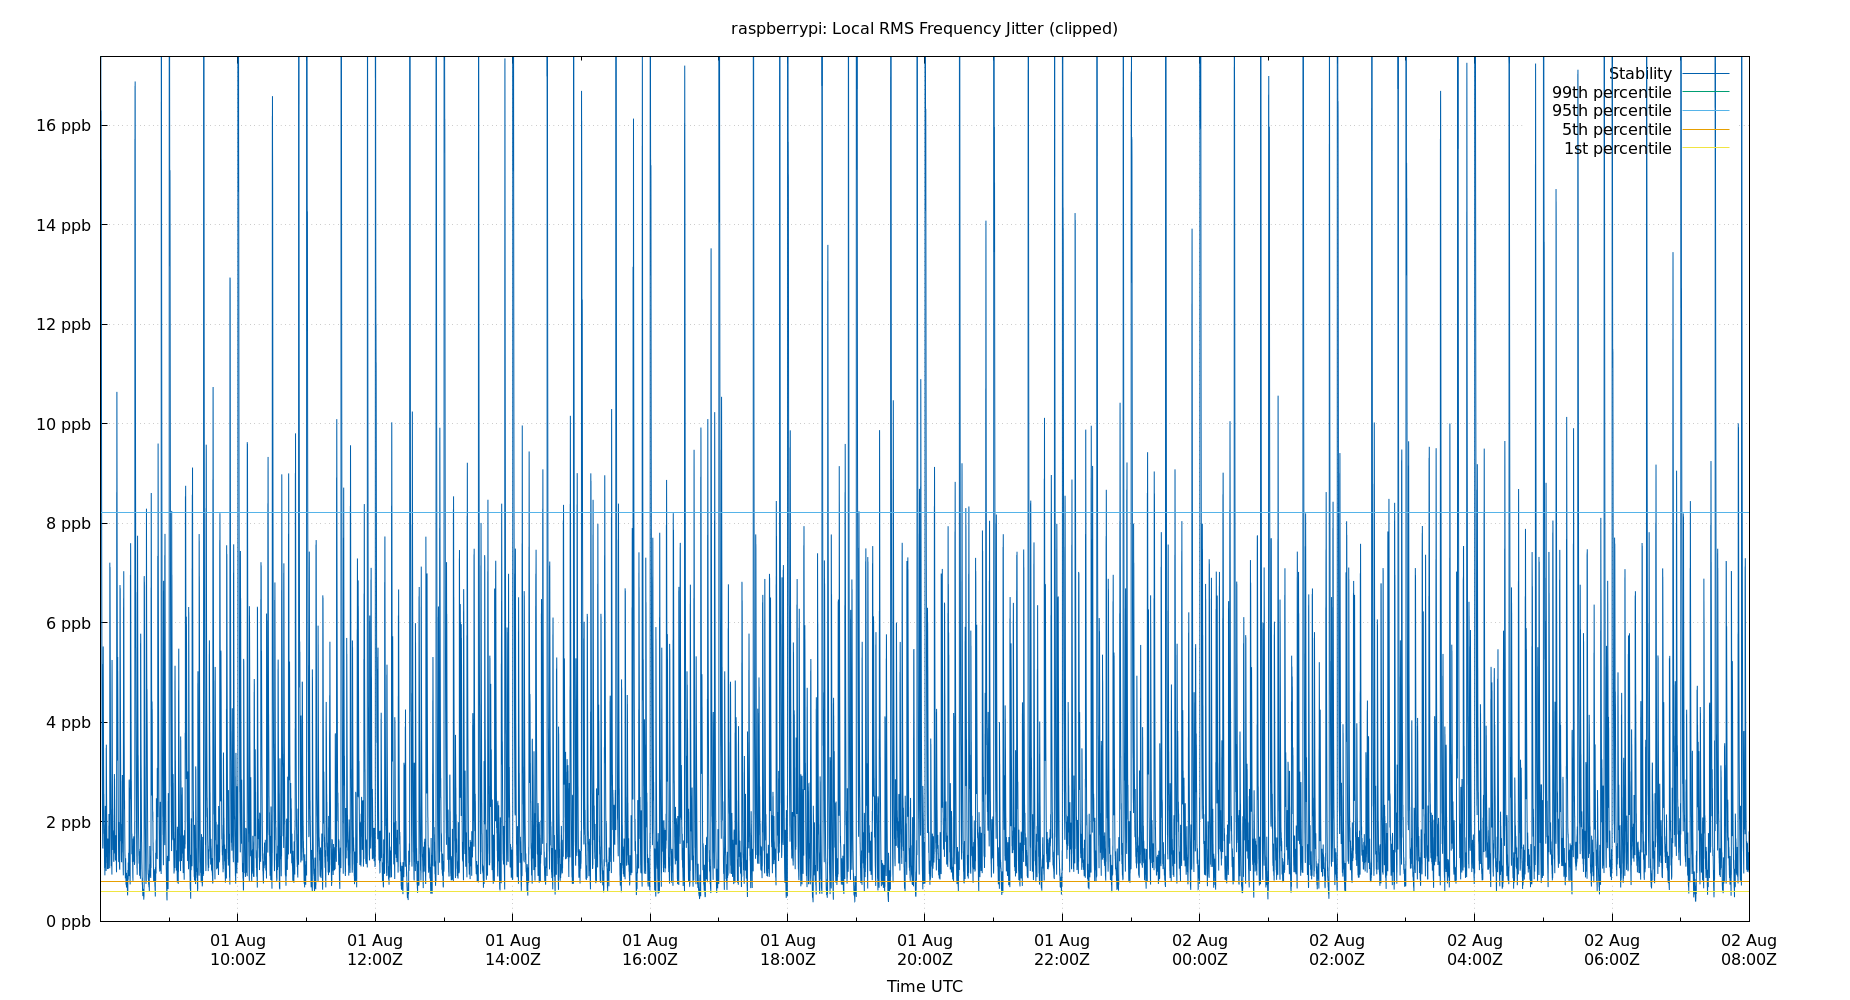 raspberrypi: Local RMS Frequency Jitter (clipped)
Stability
99th percentile
95th percentile
5th percentile
1st percentile
16 ppb
14 ppb
12 ppb
10 ppb
8 ppb
6 ppb
4 ppb
2 ppb
0 ppb
01 Aug 01 Aug 01 Aug 01 Aug 01 Aug 01 Aug 01 Aug 02 Aug 02 Aug 02 Aug 02 Aug 02 Aug
10:00Z 12:00Z 14:00Z 16:00Z 18:00Z 20:00Z 22:00Z 00:00Z 02:00Z 04:00Z 06:00Z 08:00Z
Time UTC